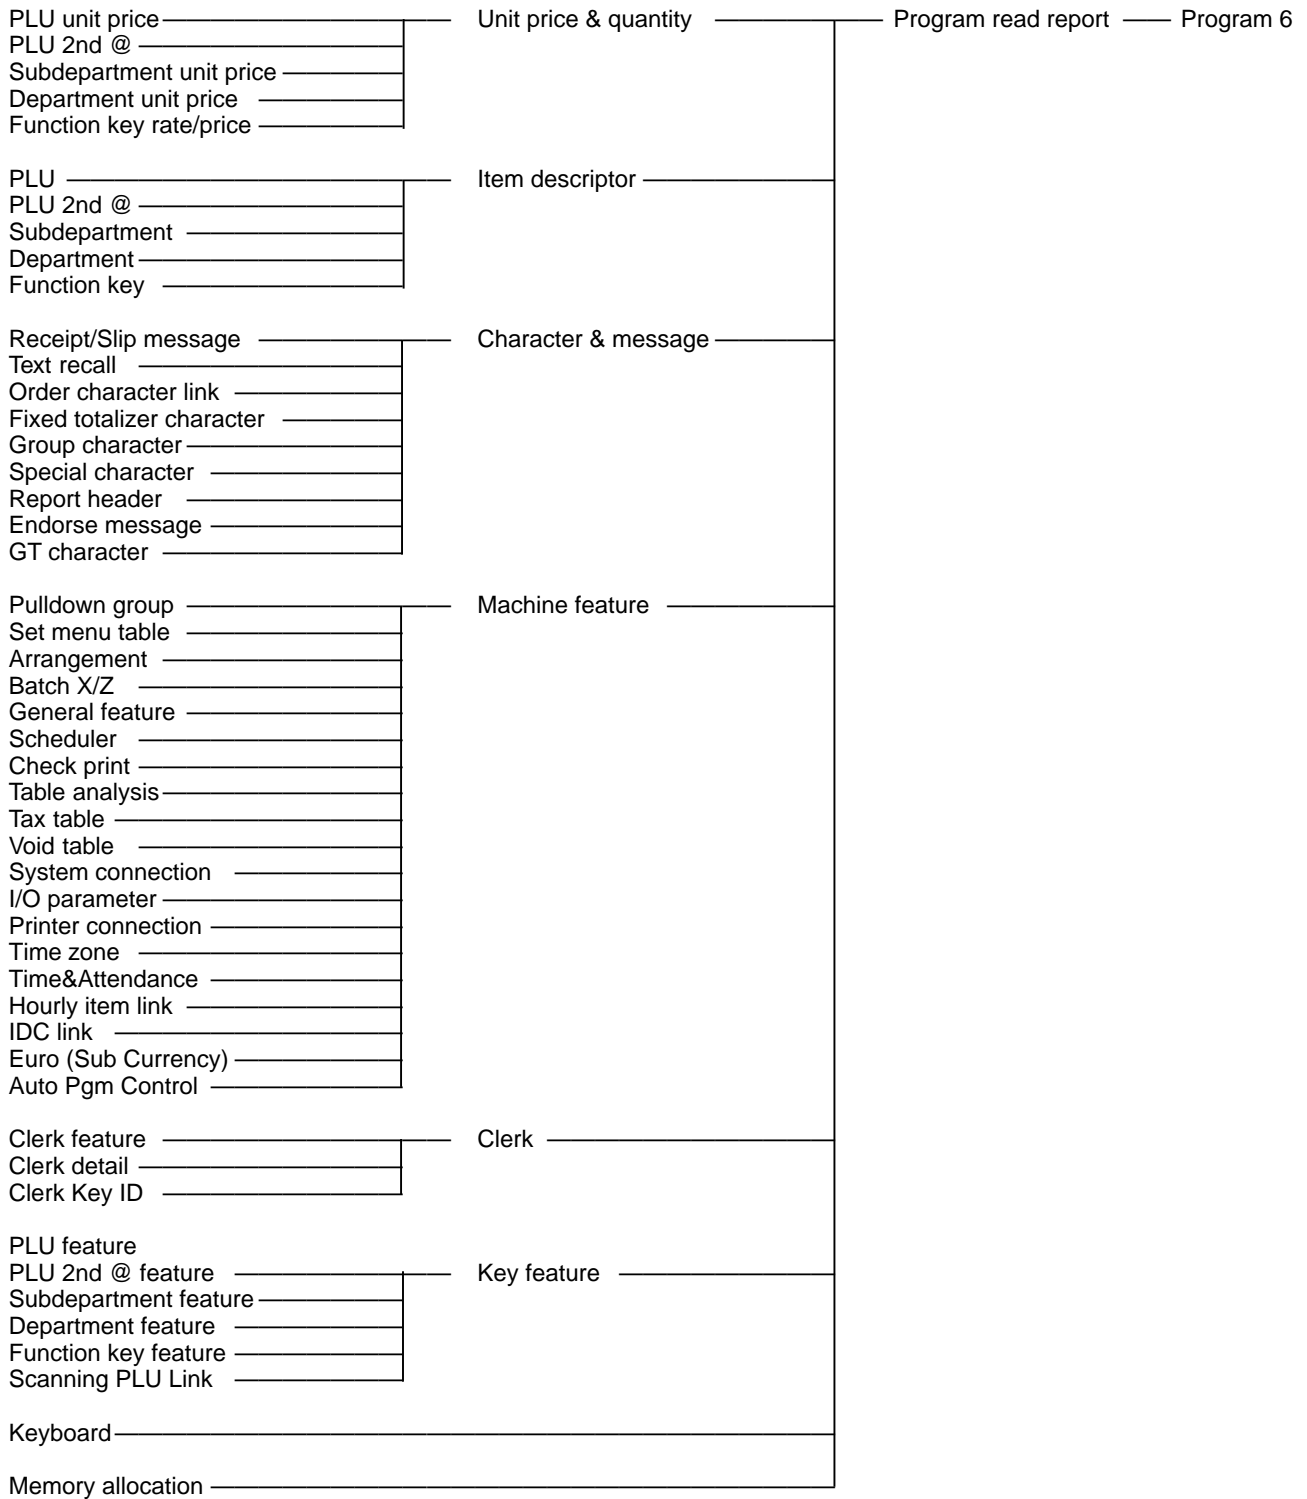 PLU unit price Unit price & quantity Program read report Program 6
PLU 2nd @
Subdepartment unit price
Department unit price
Function key rate/price
PLU Item descriptor
PLU 2nd @
Subdepartment
Department
Function key
Receipt/Slip message Character & message
Text recall
Order character link
Fixed totalizer character
Group character
Special character
Report header
Endorse message
GT character
Pulldown group Machine feature
Set menu table
Arrangement
Batch X/Z
General feature
Scheduler
Check print
Table analysis
Tax table
Void table
System connection
I/O parameter
Printer connection
Time zone
Time&Attendance
Hourly item link
IDC link
Euro (Sub Currency)
Auto Pgm Control
Clerk feature Clerk
Clerk detail
Clerk Key ID
PLU feature
PLU 2nd @ feature Key feature
Subdepartment feature
Department feature
Function key feature
Scanning PLU Link
Keyboard
Memory allocation